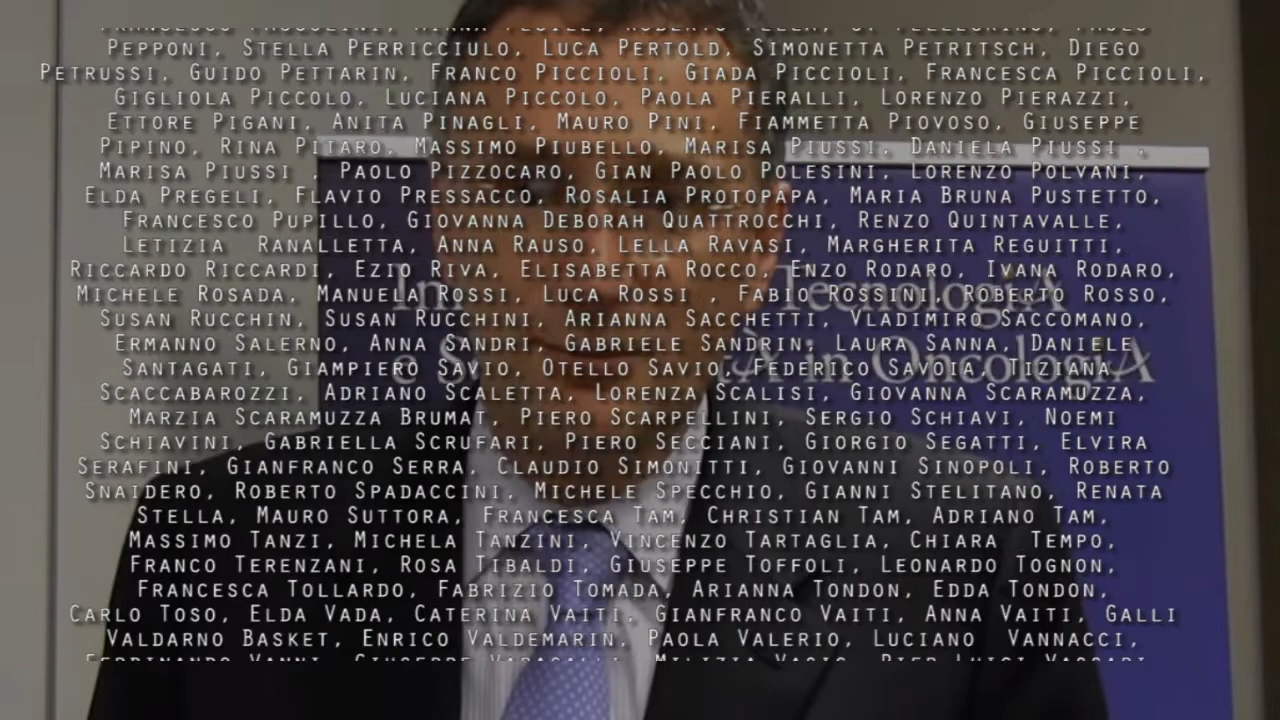 Pepponi, Stella Perricciulo, Luca Pertold, Simonetta Petritsch, Diego
Petrussi, Guido Pettarin, Franco Piccioli, Giada Piccioli, Francesca Piccioli,
Gigliola Piccolo, Luciana Piccolo, Paola Pieralli, Lorenzo Pierazzi,
Ettore Pigani, Anita Pinagli, Mauro Pini, Fiammetta Piovoso, Giuseppe
Pipino, Rina Pitaro, Massimo Piubello, Marisa Piussi, Daniela Piussi ,
Marisa Piussi , Paolo Pizzocaro, Gian Paolo Polesini, Lorenzo Polvani,
Elda Pregeli, Flavio Pressacco, Rosalia Protopapa, Maria Bruna Pustetto,
Francesco Pupillo, Giovanna Deborah Quattrocchi, Renzo Quintavalle,
Letizia Ranalletta, Anna Rauso, Lella Ravasi, Margherita Reguitti,
Riccardo Riccardi, Ezio Riva, Elisabetta Rocco, Enzo Rodaro, Ivana Rodaro,
Michele Rosada, Manuela Rossi, Luca Rossi , Fabio Rossini, Roberto Rosso,
Susan Rucchin, Susan Rucchini, Arianna Sacchetti, Vladimiro Saccomano,
Ermanno Salerno, Anna Sandri, Gabriele Sandrin, Laura Sanna, Daniele
Santagati, Giampiero Savio, Otello Savio, Federico Savoia, Tiziana
Scaccabarozzi, Adriano Scaletta, Lorenza Scalisi, Giovanna Scaramuzza,
Marzia Scaramuzza Brumat, Piero Scarpellini, Sergio Schiavi, Noemi
Schiavini, Gabriella Scrufari, Piero Secciani, Giorgio Segatti, Elvira
Serafini, Gianfranco Serra, Claudio Simonitti, Giovanni Sinopoli, Roberto
Snaidero, Roberto Spadaccini, Michele Specchio, Gianni Stelitano, Renata
Stella, Mauro Suttora, Francesca Tam, Christian Tam, Adriano Tam,
Massimo Tanzi, Michela Tanzini, Vincenzo Tartaglia, Chiara Tempo,
Franco Terenzani, Rosa Tibaldi, Giuseppe Toffoli, Leonardo Tognon,
Francesca Tollardo, Fabrizio Tomada, Arianna Tondon, Edda Tondon,
Carlo Toso, Elda Vada, Caterina Vaiti, Gianfranco Vaiti, Anna Vaiti, Galli
Valdarno Basket, Enrico Valdemarin, Paola Valerio, Luciano Vannacci,
TecnologiA
in OncologiA